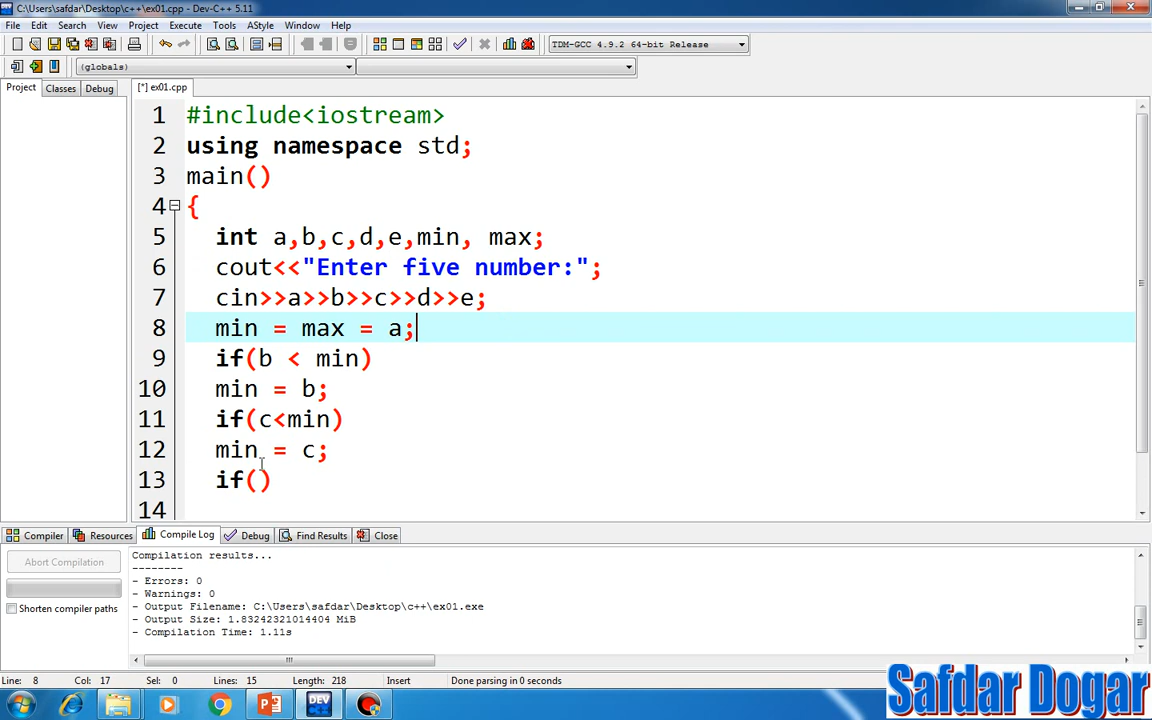 C:\Users\safdar\Desktop\c++\ex01.cpp - Dev-C++ 5.11
File Edit Search View Project Execute Tools AStyle Window Help
TDM-GCC 4.9.2 64-bit Release
(globals)
Project Classes Debug [*] ex01.cpp
1 #include<iostream>
2 using namespace std;
3 main()
4 {
5 int a,b,c,d,e,min, max;
6 cout<<"Enter five number:";
7 cin>>a>>b>>c>>d>>e;
8 min = max = a;
9 if(b < min)
10 min = b;
11 if(c<min)
12 min = c;
13 if()
14
Compiler Resources Compile Log Debug Find Results Close
Abort Compilation
Shorten compiler paths
Compilation results...
--------
- Errors: 0
- Warnings: 0
- Output Filename: C:\Users\safdar\Desktop\c++\ex01.exe
- Output Size: 1.83242321014404 MiB
- Compilation Time: 1.11s
Line: 8 Col: 17 Sel: 0 Lines: 15 Length: 218 Insert Done parsing in 0 seconds
DEV
Safdar Dogar